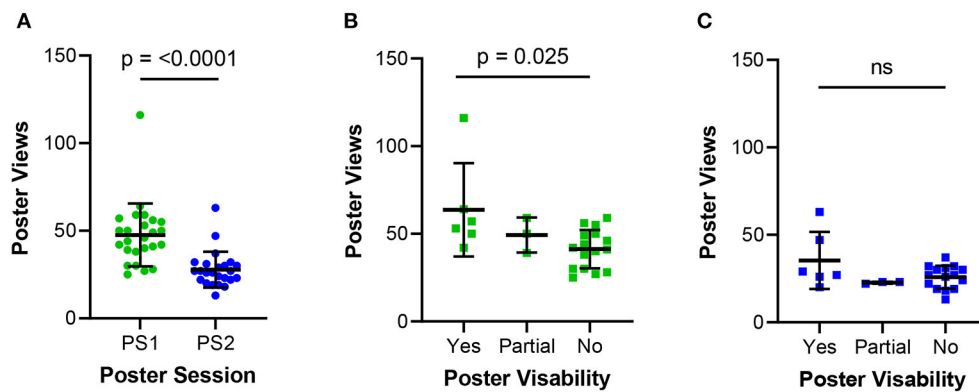 A
Poster Views
150
100
50
0
p = <0.0001
PS1 PS2
Poster Session
B
Poster Views
150
100
50
0
p = 0.025
Yes Partial No
Poster Visability
C
Poster Views
150
100
50
0
ns
Yes Partial No
Poster Visability